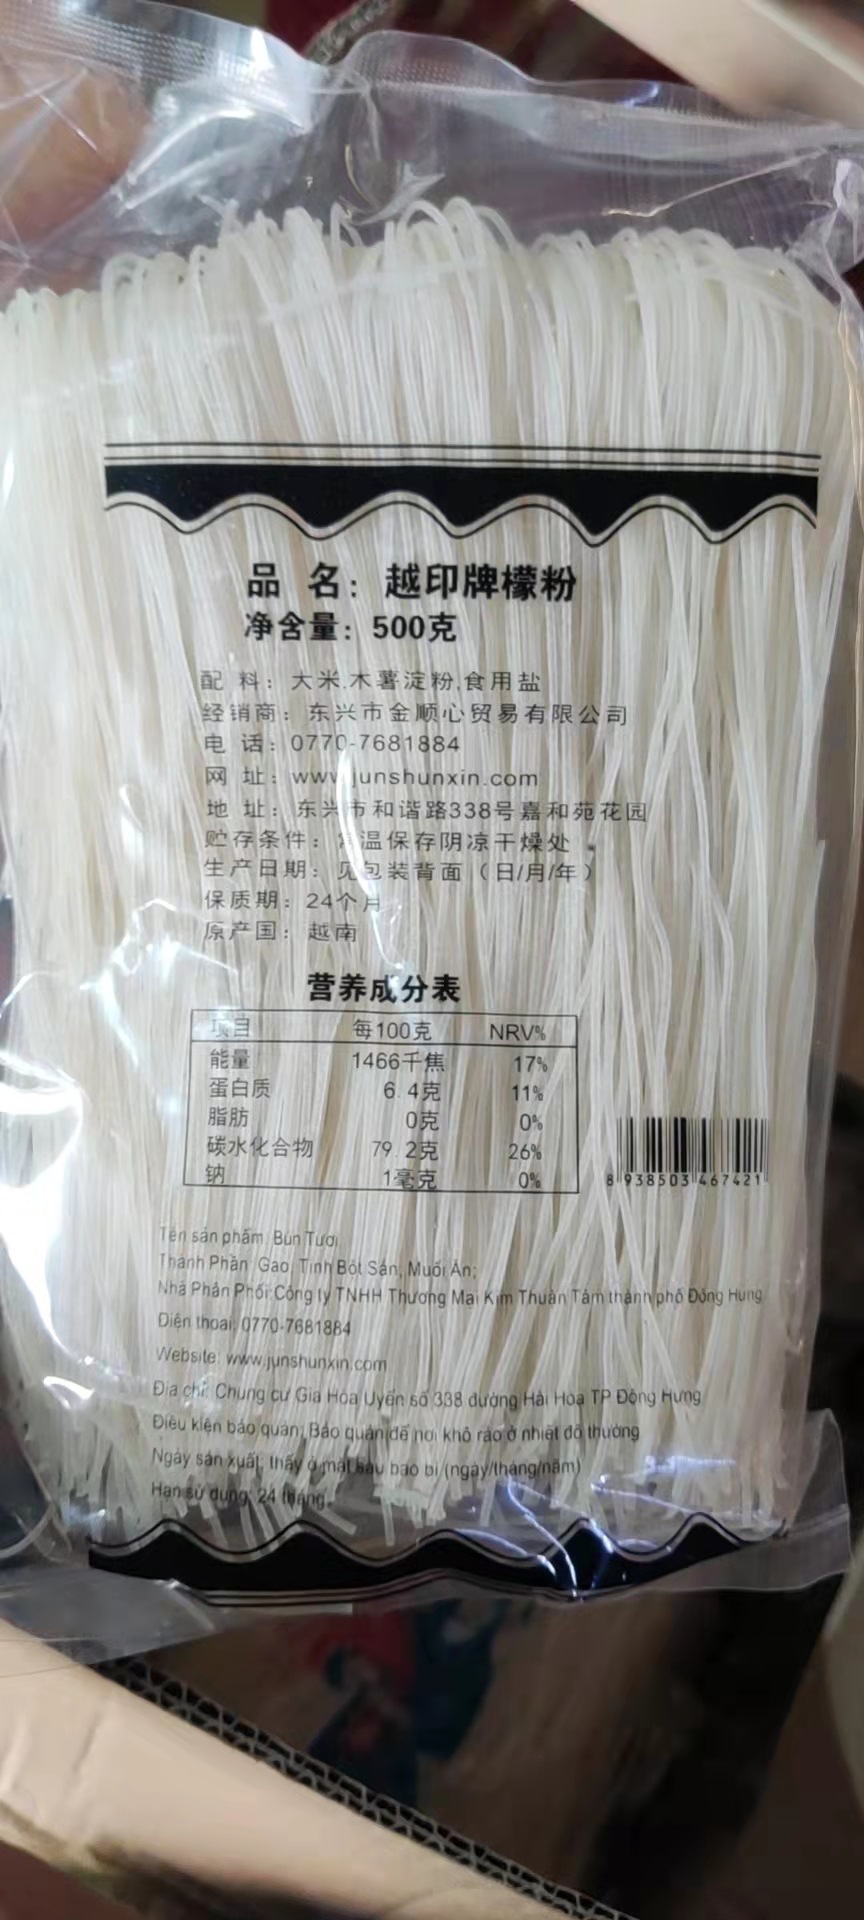 品 名：越印牌檬粉
净含量：500克
配 料：大米.木薯淀粉,食用盐
经销商：东兴市金顺心贸易有限公司
电 话：0770-7681884
网 址：www.junshunxin.com
地 址：东兴市和谐路338号嘉和苑花园
贮存条件：常温保存阴凉干燥处。
生产日期：见包装背面（日/月/年）
保质期：24个月
原产国：越南
营养成分表
项目 每100克 NRV%
能量 1466千焦 17%
蛋白质 6.4克 11%
脂肪 0克 0%
碳水化合物 79.2克 26%
钠 1毫克 0%
8 938503 467421
Tên sản phẩm: Bún Tươi
Thành Phần: Gạo, Tinh Bột Sắn, Muối Ăn;
Nhà Phân Phối:Công ty TNHH Thương Mại Kim Thuận Tâm thành phố Đông Hưng
Điện thoại: 0770-7681884
Website: www.junshunxin.com
Địa chỉ: Chung cư Gia Hòa Uyển số 338 đường Hài Hòa TP Đông Hưng
Điều kiện bảo quản: Bảo quản để nơi khô ráo ở nhiệt độ thường
Ngày sản xuất: thấy ở mặt sau bao bì (ngày/tháng/năm)
Hạn sử dụng: 24 tháng.